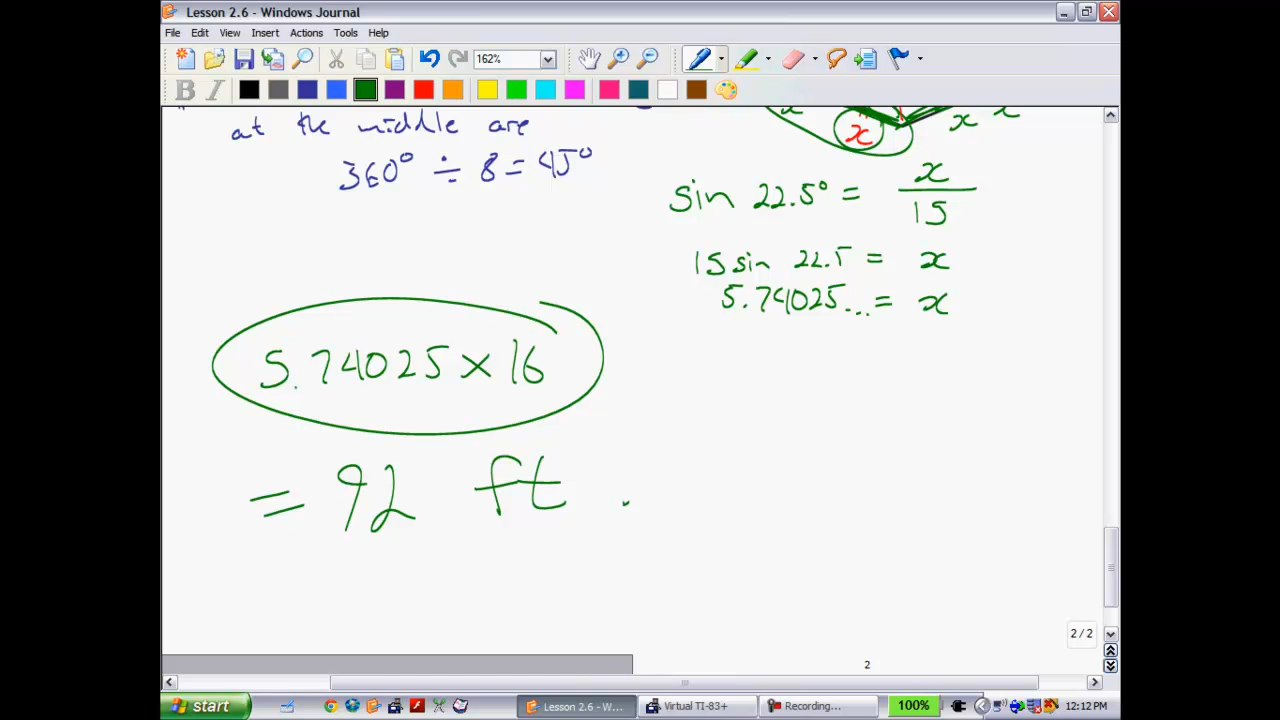 Lesson 2.6 - Windows Journal
File Edit View Insert Actions Tools Help
162%
B I
at the middle are
360° ÷ 8 = 45°
x
x
x
x
sin 22.5° = x
15
15 sin 22.5 = x
5.74025... = x
5.74025 × 16
= 92 ft .
2 / 2
2
start
Lesson 2.6 - W...
Virtual TI-83+
Recording...
100%
12:12 PM